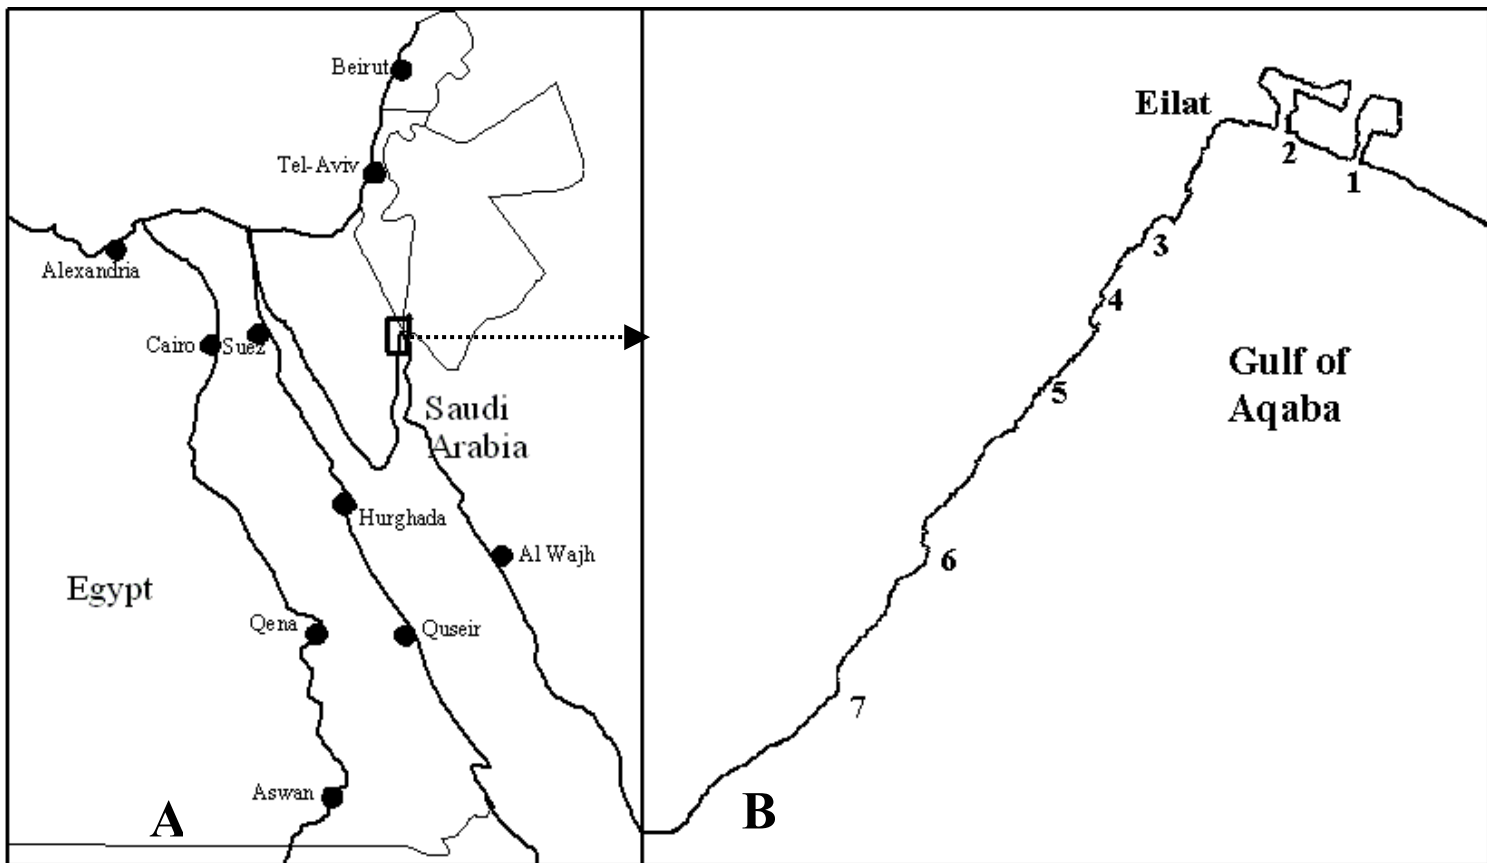 Beirut
Tel-Aviv
Alexandria
Cairo
Suez
Saudi
Arabia
Hurghada
Al Wajh
Egypt
Qena
Quseir
Aswan
A
Eilat
2
1
3
4
Gulf of
Aqaba
5
6
7
B